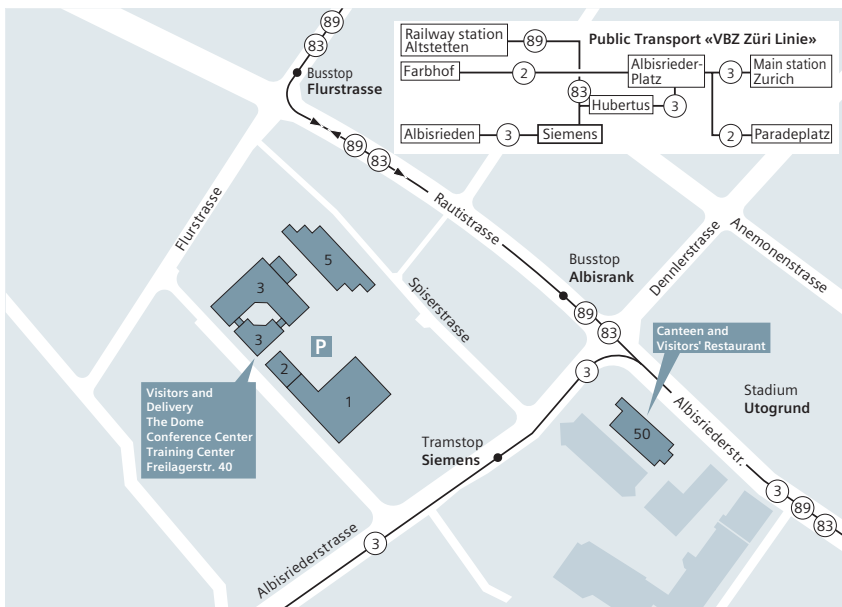 89
83
Busstop
Flurstrasse
Railway station
Altstetten
89
Public Transport «VBZ Züri Linie»
Farbhof
2
Albisrieder-
Platz
3
Main station
Zurich
83
Hubertus
3
Albisrieden
3
Siemens
2
Paradeplatz
89
83
Flurstrasse
Rautistrasse
Dennlerstrasse
Anemonenstrasse
5
3
3
Spiserstrasse
Busstop
Albisrank
89
83
P
2
1
Canteen and
Visitors' Restaurant
3
Visitors and
Delivery
The Dome
Conference Center
Training Center
Freilagerstr. 40
Stadium
Utogrund
50
Albisriederstr.
Tramstop
Siemens
3
89
83
3
Albisriederstrasse